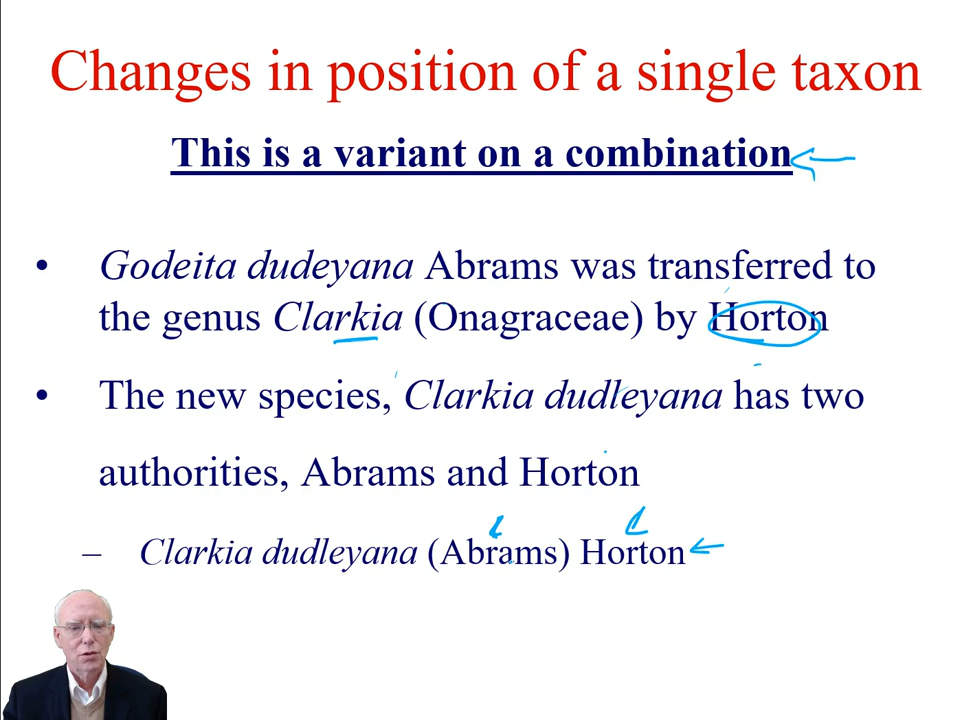 Changes in position of a single taxon
This is a variant on a combination
• Godeita dudeyana Abrams was transferred to
the genus Clarkia (Onagraceae) by Horton
• The new species, Clarkia dudleyana has two
authorities, Abrams and Horton
– Clarkia dudleyana (Abrams) Horton